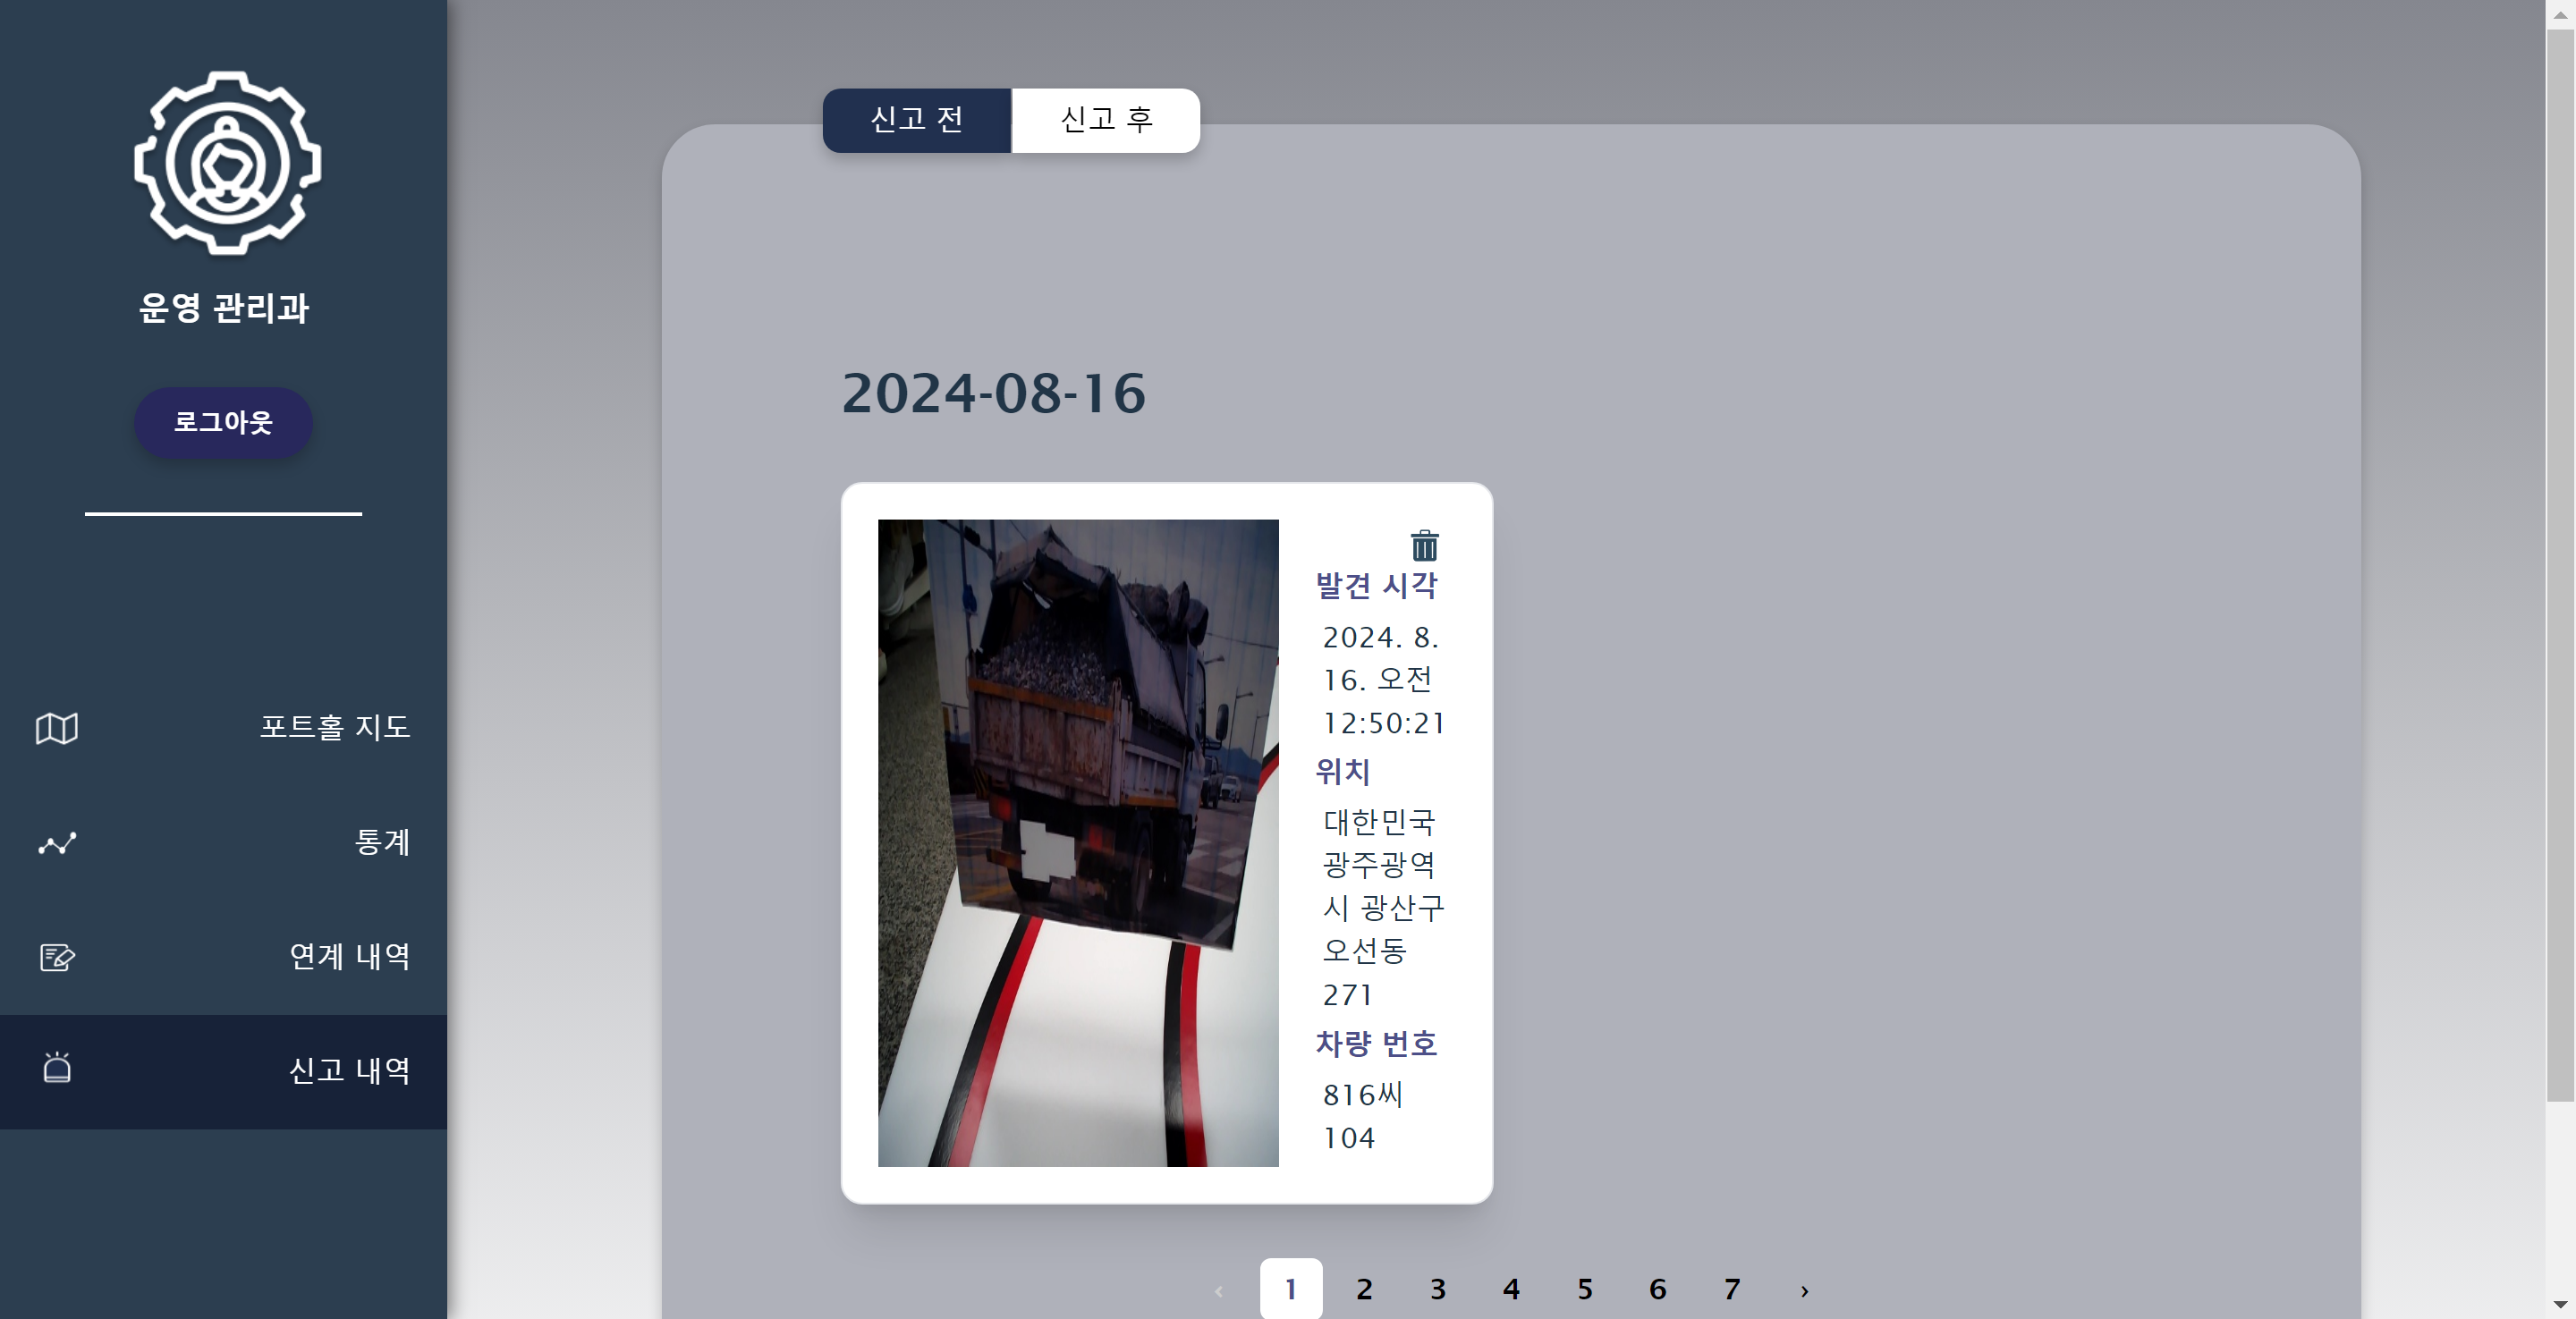 운영 관리과
로그아웃
포트홀 지도
통계
연계 내역
신고 내역
신고 전
신고 후
2024-08-16
발견 시각
2024. 8.
16. 오전
12:50:21
위치
대한민국
광주광역
시 광산구
오선동
271
차량 번호
816씨
104
‹ 1 2 3 4 5 6 7 ›